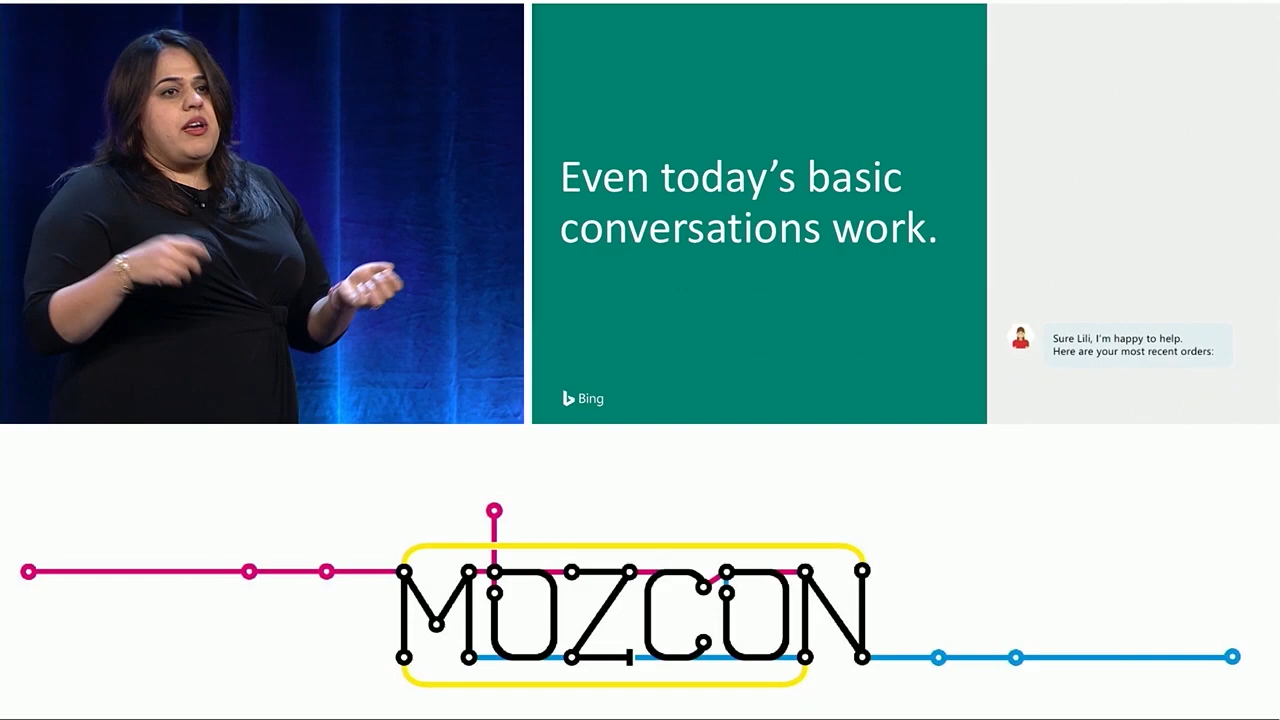 Even today's basic
conversations work.
Bing
Sure Lili, I'm happy to help.
Here are your most recent orders:
MOZCON